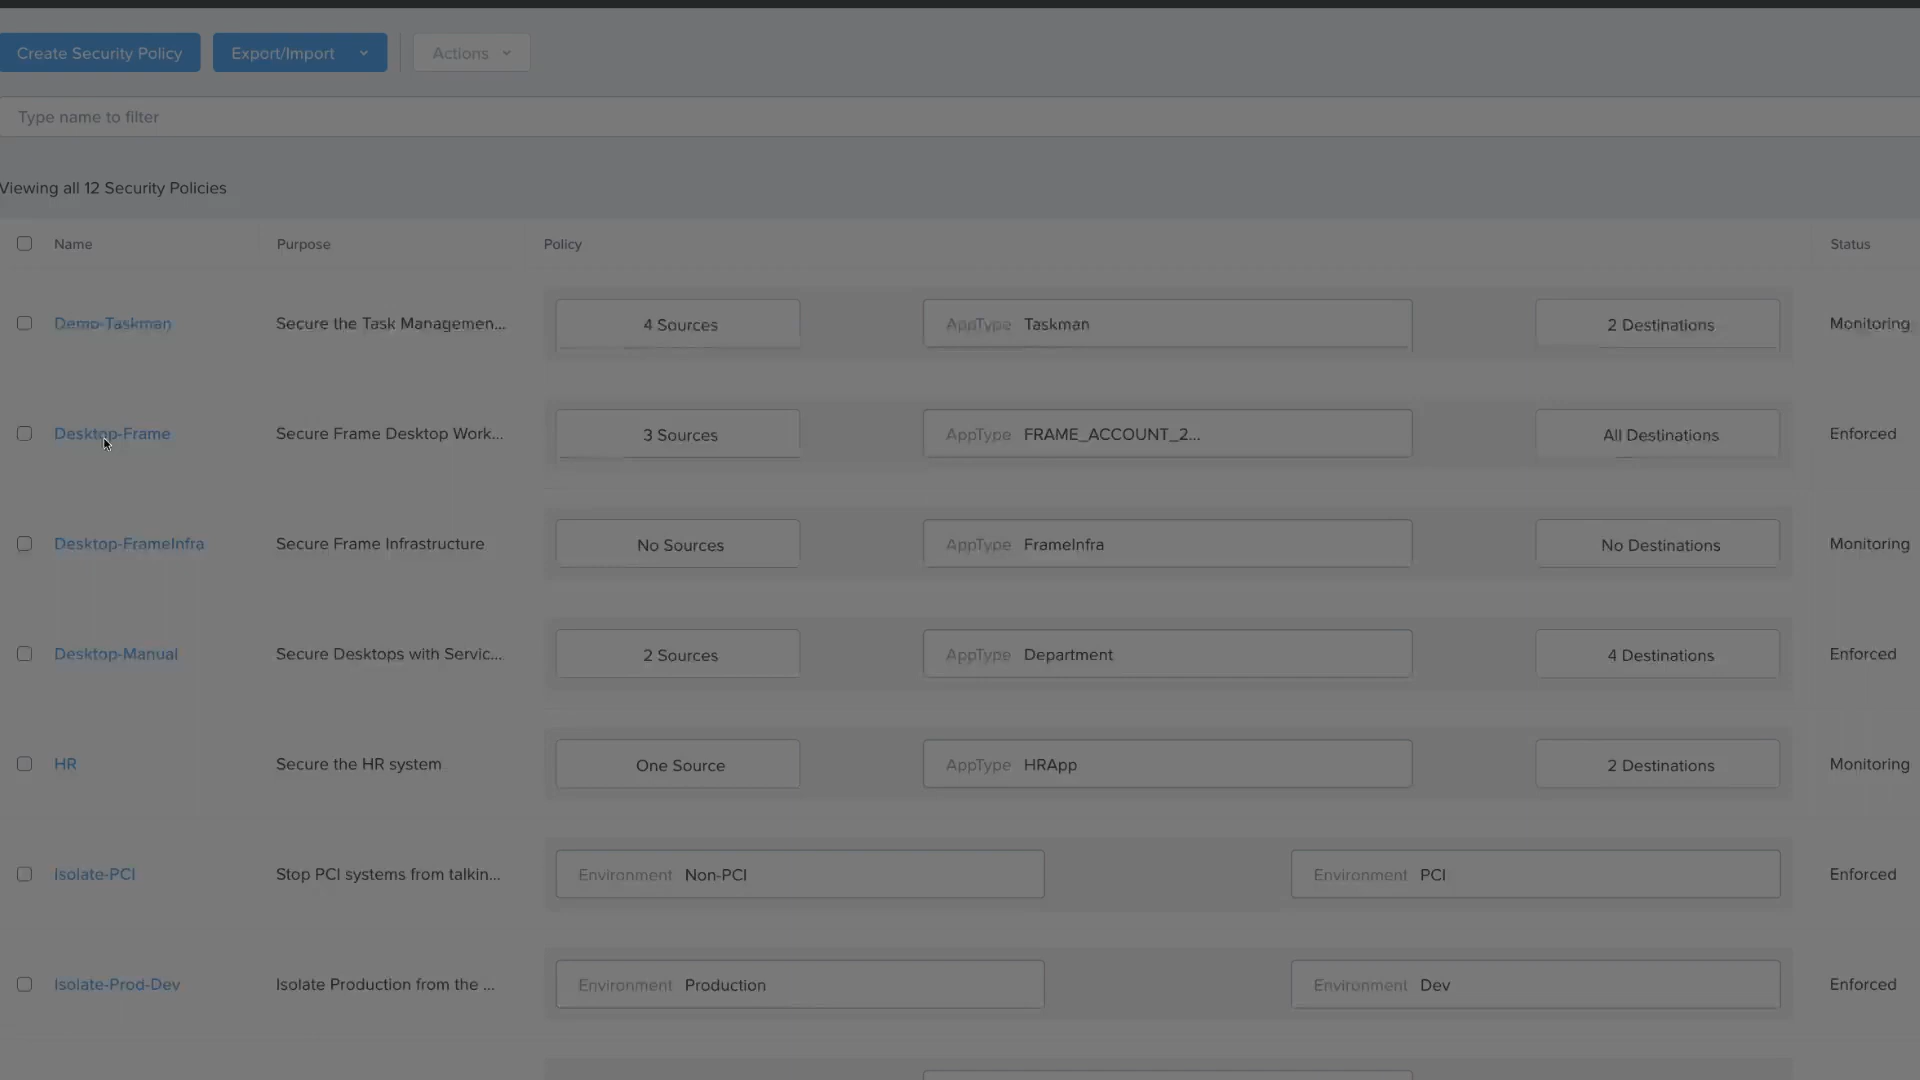 Create Security Policy Export/Import Actions
Type name to filter
Viewing all 12 Security Policies
Name Purpose Policy Status
Demo-Taskman Secure the Task Managemen... 4 Sources AppType Taskman 2 Destinations Monitoring
Desktop-Frame Secure Frame Desktop Work... 3 Sources AppType FRAME_ACCOUNT_2... All Destinations Enforced
Desktop-FrameInfra Secure Frame Infrastructure No Sources AppType FrameInfra No Destinations Monitoring
Desktop-Manual Secure Desktops with Servic... 2 Sources AppType Department 4 Destinations Enforced
HR Secure the HR system One Source AppType HRApp 2 Destinations Monitoring
Isolate-PCI Stop PCI systems from talkin... Environment Non-PCI Environment PCI Enforced
Isolate-Prod-Dev Isolate Production from the ... Environment Production Environment Dev Enforced